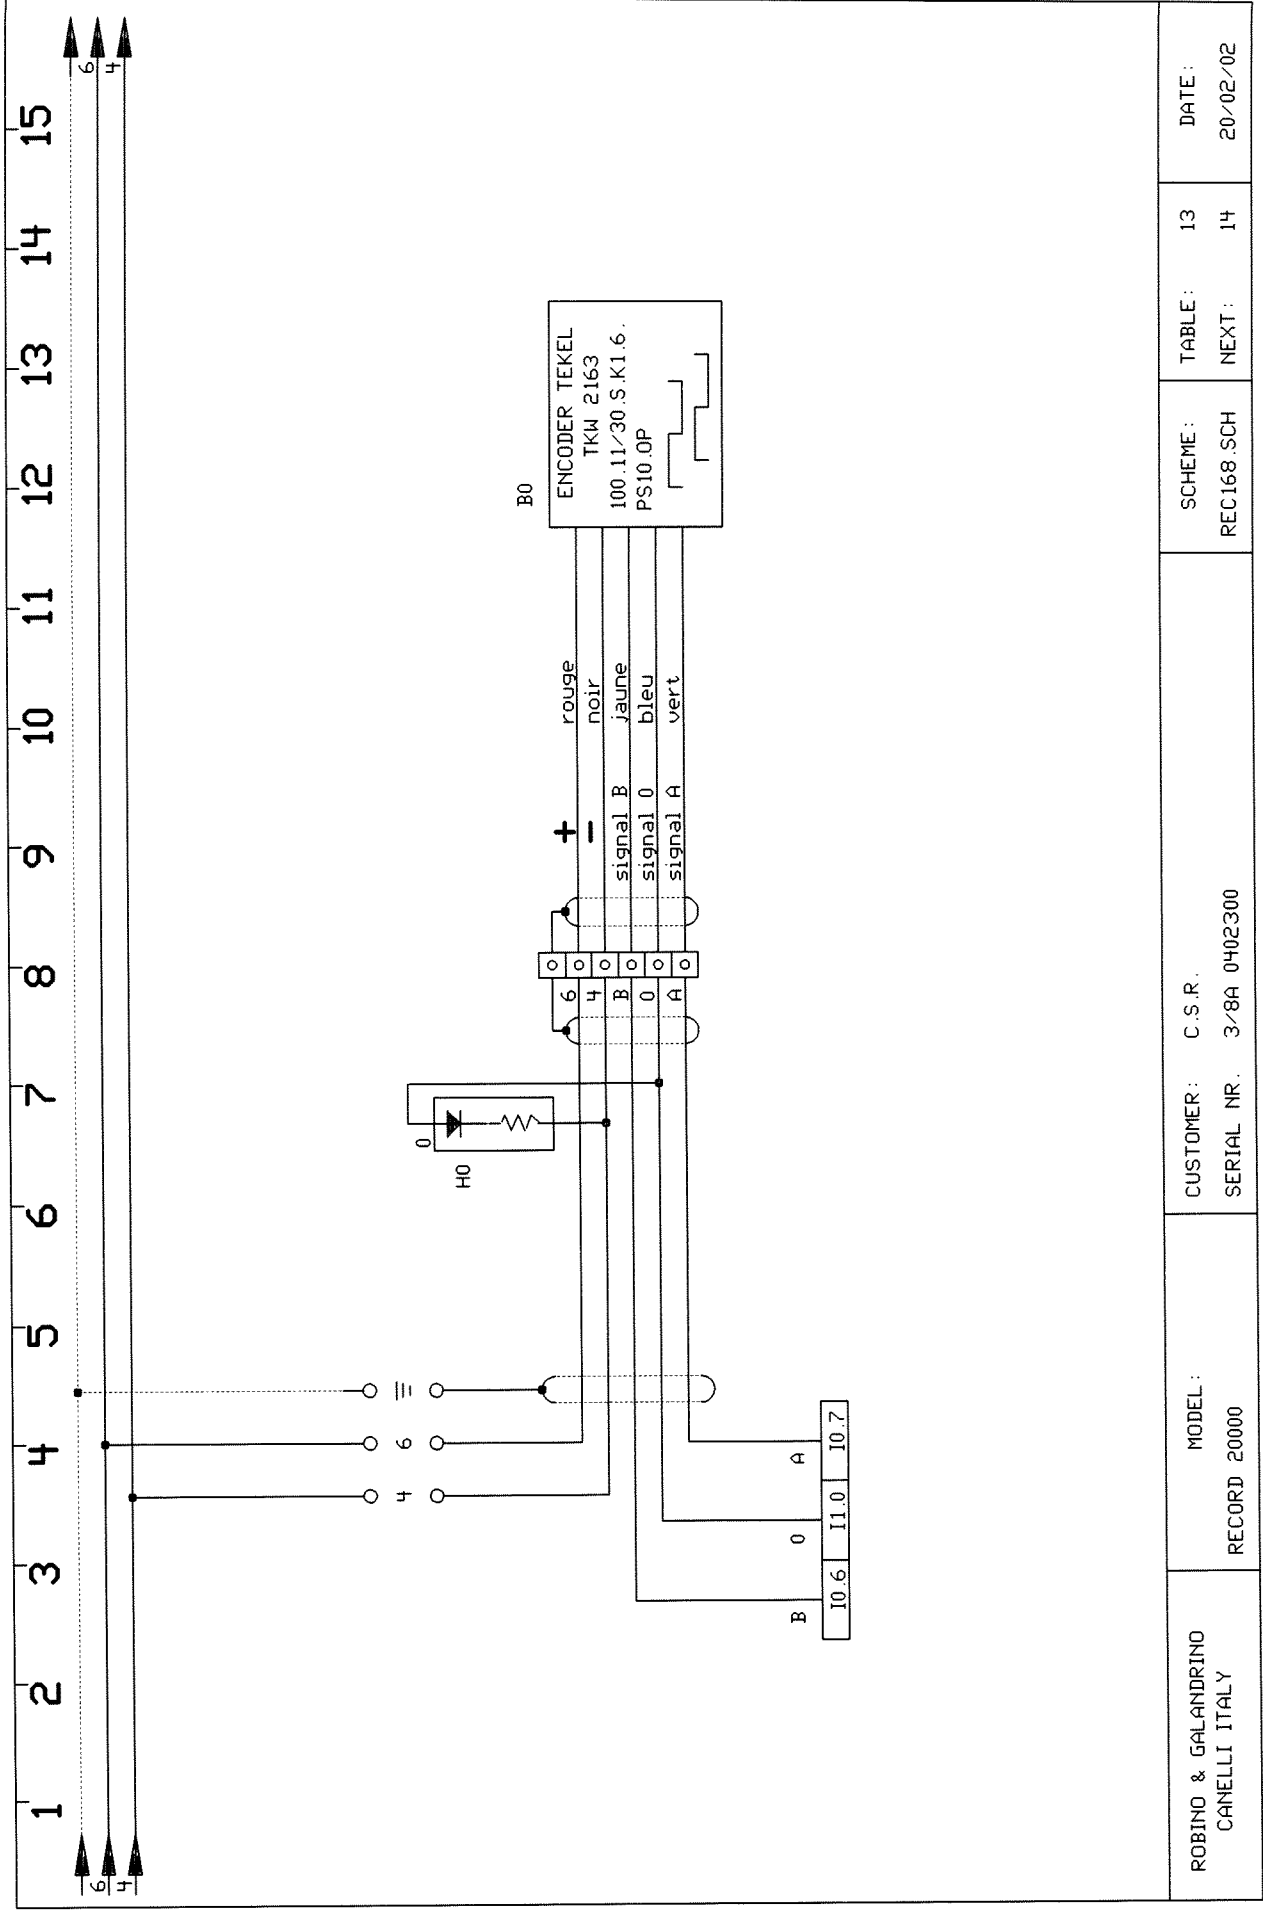 1 2 3 4 5 6 7 8 9 10 11 12 13 14 15
6 6
4 4
B0
ENCODER TEKEL
TKW 2163
100.11/30.S.K1.6.
PS10.OP
0
H0
6
4
+ rouge
- noir
signal B jaune
signal 0 bleu
signal A vert
6
4
B
0
A
B 0 A
I0.6 I1.0 I0.7
ROBINO & GALANDRINO
CANELLI ITALY
MODEL:
RECORD 20000
CUSTOMER: C.S.R.
SERIAL NR. 3/8A 0402300
SCHEME:
REC168.SCH
TABLE: 13
NEXT: 14
DATE:
20/02/02